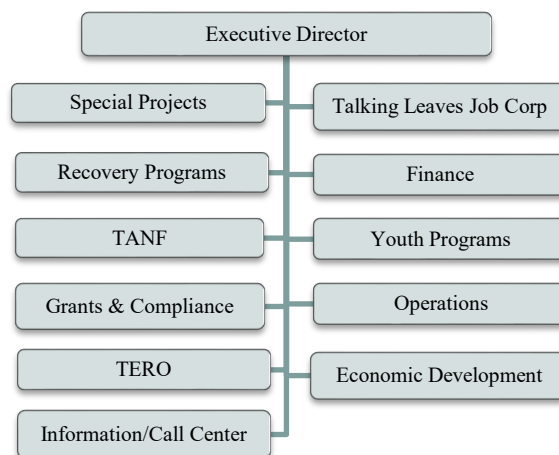 Executive Director
Special Projects
Talking Leaves Job Corp
Recovery Programs
Finance
TANF
Youth Programs
Grants & Compliance
Operations
TERO
Economic Development
Information/Call Center